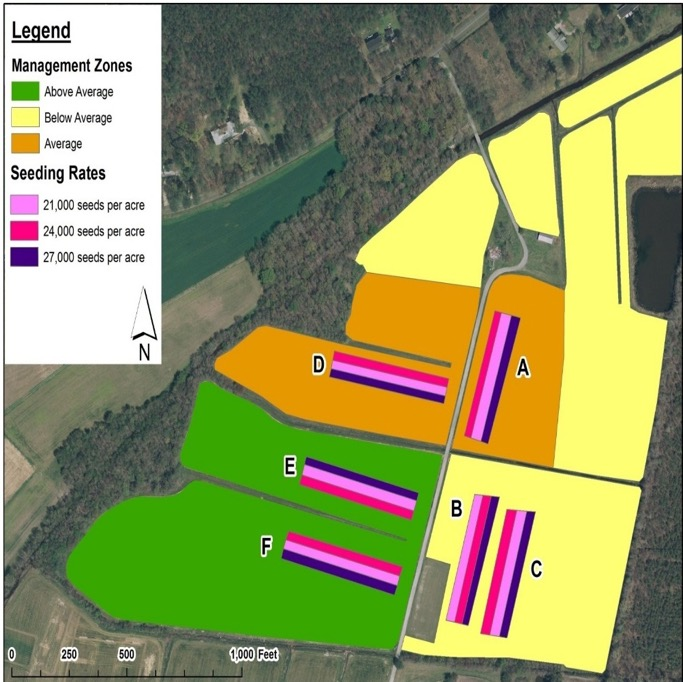 Legend
Management Zones
Above Average
Below Average
Average
Seeding Rates
21,000 seeds per acre
24,000 seeds per acre
27,000 seeds per acre
N
D
A
E
B
F
C
0 250 500 1,000 Feet